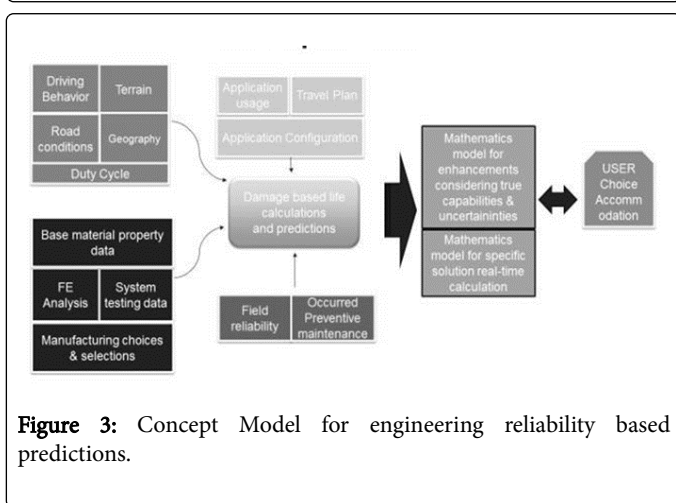 Driving
Behavior
Terrain
Road
conditions
Geography
Duty Cycle
Application
usage
Travel Plan
Application Configuration
Damage based life
calculations
and predictions
Base material property
data
FE
Analysis
System
testing data
Manufacturing choices
& selections
Field
reliability
Occurred
Preventive
maintenance
Mathematics
model for
enhancements
considering true
capabilities &
uncertaininties
Mathematics
model for specific
solution real-time
calculation
USER
Choice
Accomm
odation
Figure 3: Concept Model for engineering reliability based
predictions.